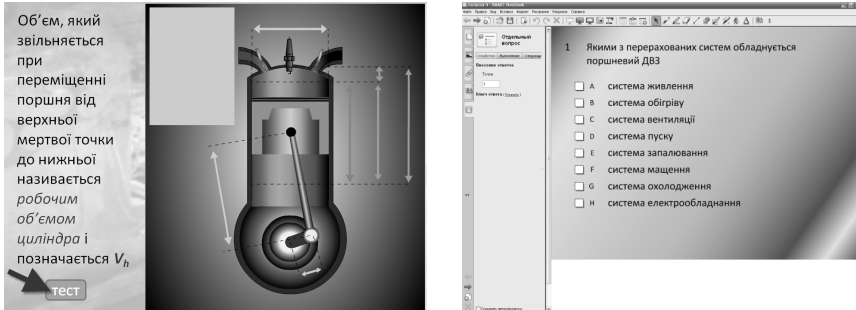 Об’єм, який
звільняється
при
переміщенні
поршня від
верхньої
мертвої точки
до нижньої
називається
робочим
об’ємом
циліндра і
позначається Vh
тест
Отдельный
вопрос
1 Якими з перерахованих систем обладнується
поршневий ДВЗ
A система живлення
B система обігріву
C система вентиляції
D система пуску
E система запалювання
F система мащення
G система охолодження
H система електрообладнання